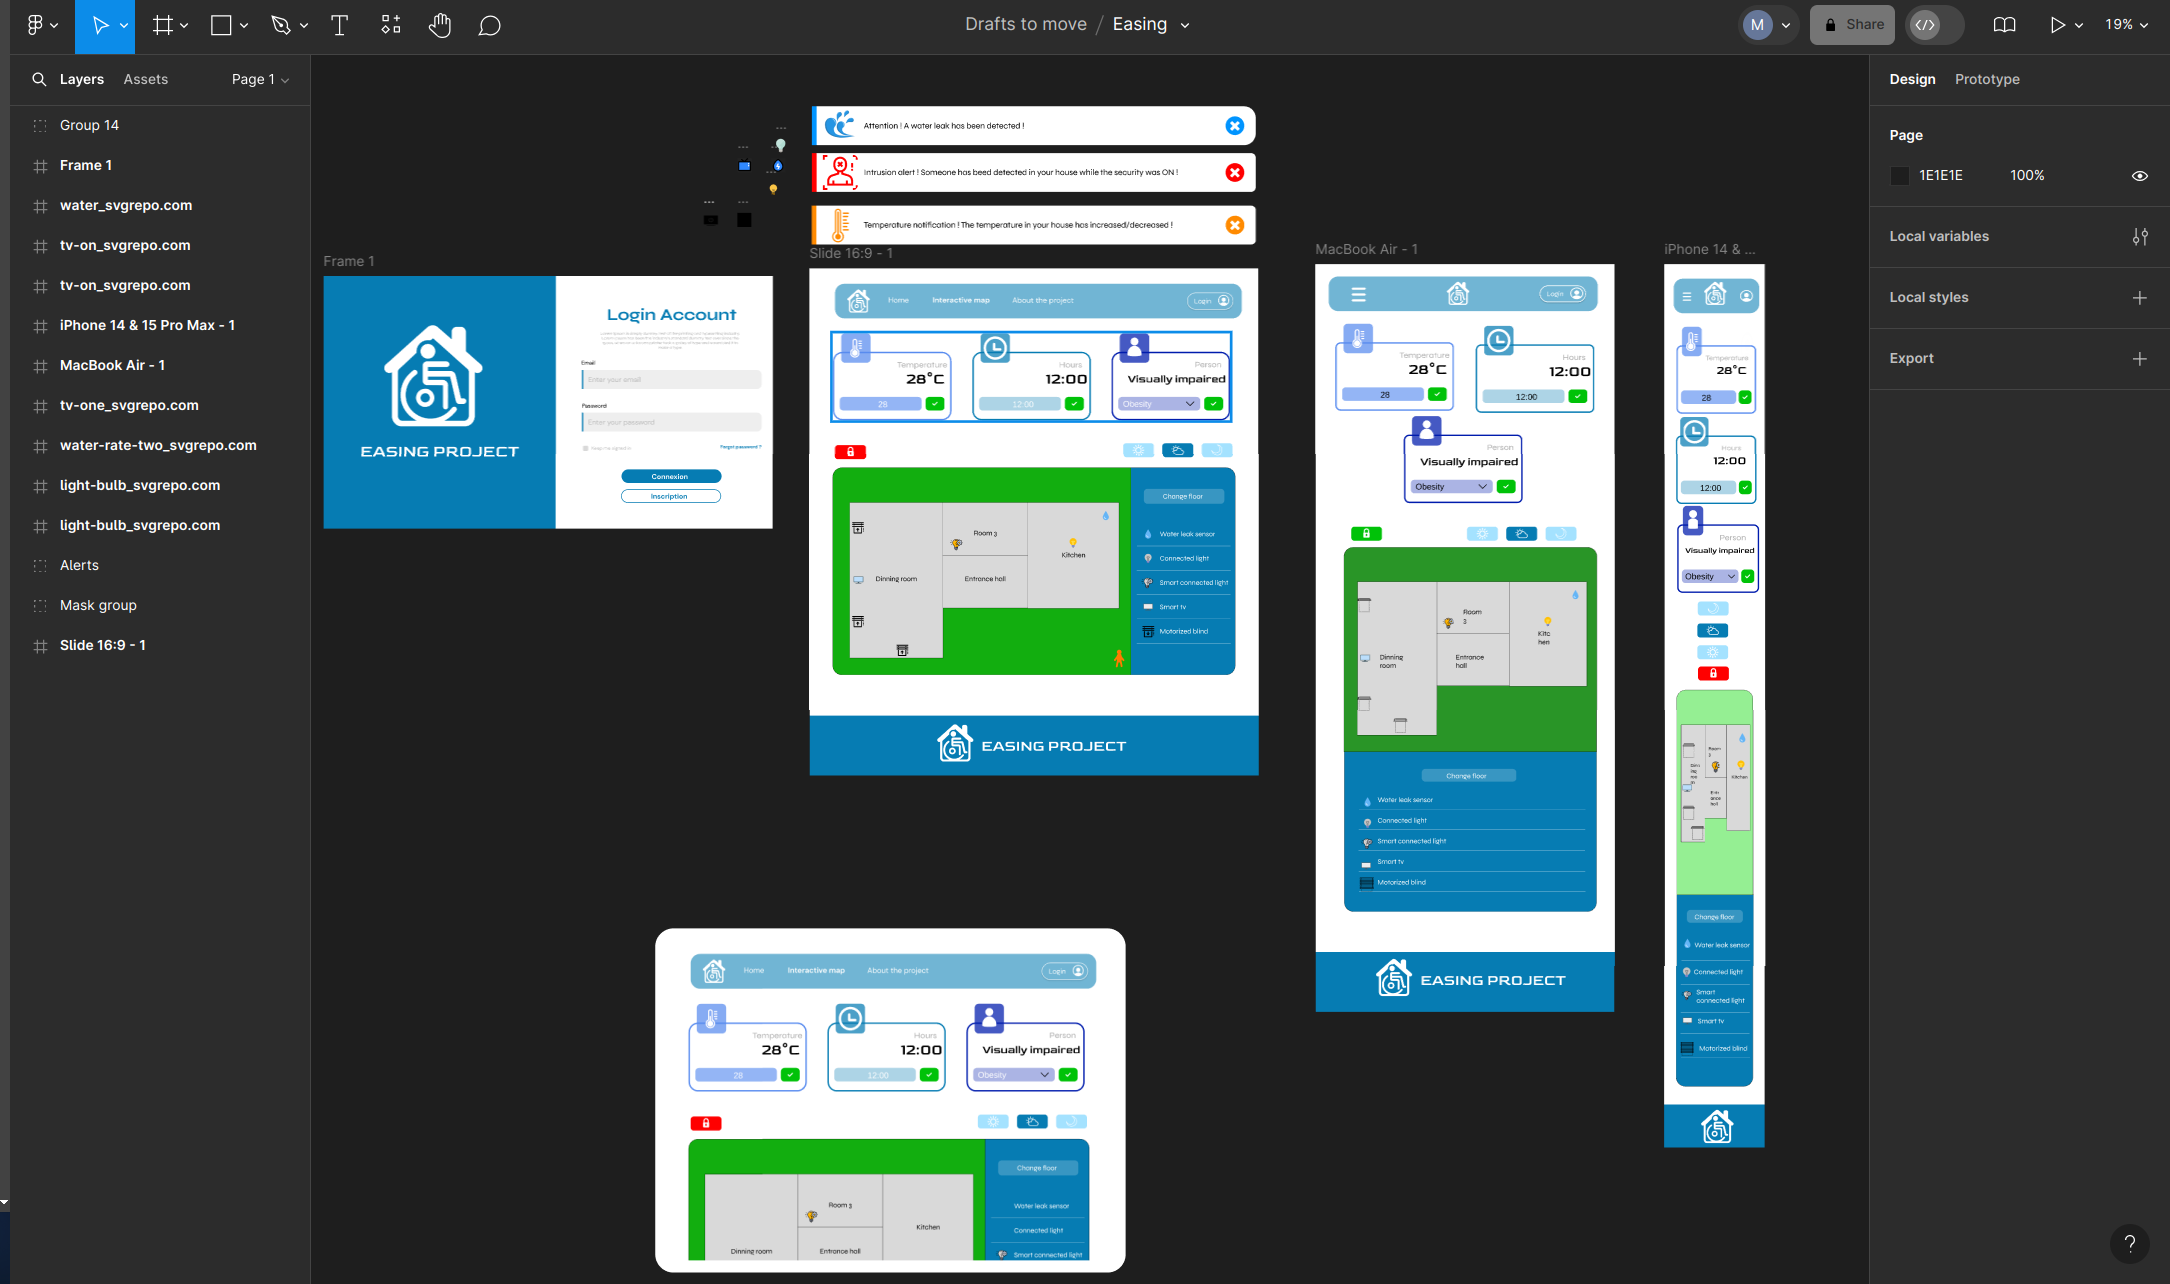 Drafts to move / Easing
M
Share
19%
Layers
Assets
Page 1
Group 14
Frame 1
water_svgrepo.com
tv-on_svgrepo.com
tv-on_svgrepo.com
iPhone 14 & 15 Pro Max - 1
MacBook Air - 1
tv-one_svgrepo.com
water-rate-two_svgrepo.com
light-bulb_svgrepo.com
light-bulb_svgrepo.com
Alerts
Mask group
Slide 16:9 - 1
Design
Prototype
Page
1E1E1E
100%
Local variables
Local styles
Export
?
Attention ! A water leak has been detected !
Intrusion alert ! Someone has beed detected in your house while the security was ON !
Temperature notification ! The temperature in your house has increased/decreased !
Frame 1
EASING PROJECT
Login Account
Email
Enter your email
Password
Enter your password
Forgot password ?
Connexion
Inscription
Slide 16:9 - 1
Home
Interactive map
About the project
Login
Temperature
28°C
28
Hours
12:00
12:00
Person
Visually impaired
Obesity
Change floor
Room 3
Kitchen
Dinning room
Entrance hall
Water leak sensor
Connected light
Smart connected light
Smart tv
Motorized blind
EASING PROJECT
MacBook Air - 1
Login
Temperature
28°C
28
Hours
12:00
12:00
Person
Visually impaired
Obesity
Room
3
Kitc
hen
Dinning
room
Entrance
hall
Change floor
Water leak sensor
Connected light
Smart connected light
Smart tv
Motorized blind
EASING PROJECT
iPhone 14 & ...
Temperature
28°C
28
Hours
12:00
12:00
Person
Visually impaired
Obesity
Room
3
Kitchen
Change floor
Water leak sensor
Connected light
Smart
connected light
Smart tv
Motorized blind
Home
Interactive map
About the project
Login
Temperature
28°C
28
Hours
12:00
12:00
Person
Visually impaired
Obesity
Change floor
Room 3
Kitchen
Dinning room
Entrance hall
Water leak sensor
Connected light
Smart connected light